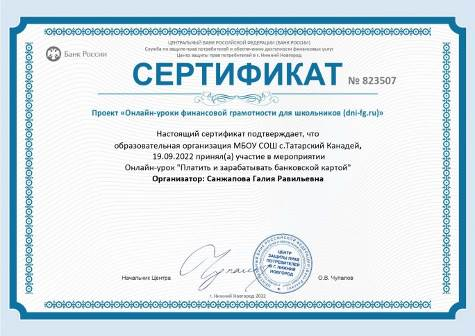 Банк России
ЦЕНТРАЛЬНЫЙ БАНК РОССИЙСКОЙ ФЕДЕРАЦИИ (БАНК РОССИИ)
Служба по защите прав потребителей и обеспечению доступности финансовых услуг
Центр защиты прав потребителей в г. Нижний Новгород
СЕРТИФИКАТ № 823507
Проект «Онлайн-уроки финансовой грамотности для школьников (dni-fg.ru)»
Настоящий сертификат подтверждает, что
образовательная организация МБОУ СОШ с.Татарский Канадей,
19.09.2022 принял(а) участие в мероприятии
Онлайн-урок "Платить и зарабатывать банковской картой"
Организатор: Санжапова Галия Равильевна
ЦЕНТР
ЗАЩИТЫ ПРАВ
ПОТРЕБИТЕЛЕЙ
В Г. НИЖНИЙ
НОВГОРОД
Начальник Центра
О.В. Чупалов
г. Нижний Новгород 2022